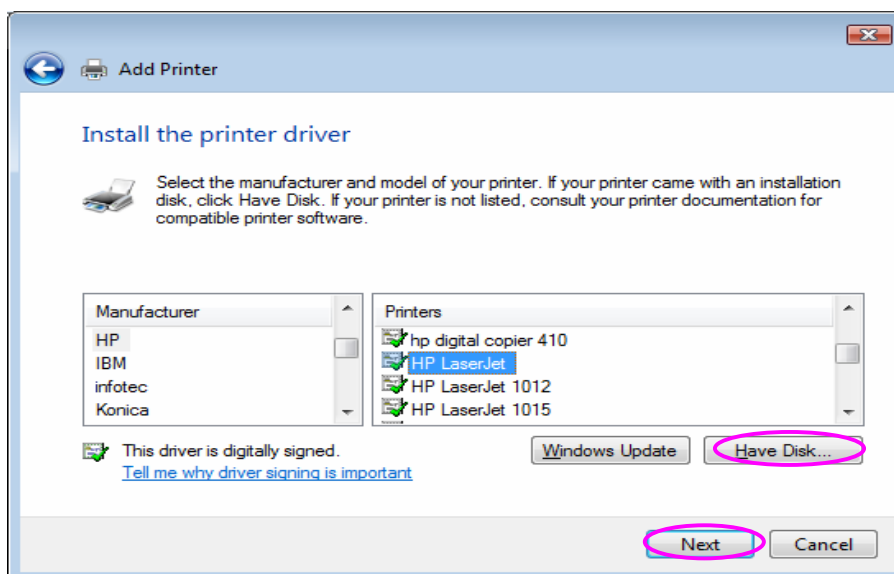 Add Printer
Install the printer driver
Select the manufacturer and model of your printer. If your printer came with an installation
disk, click Have Disk. If your printer is not listed, consult your printer documentation for
compatible printer software.
Manufacturer
HP
IBM
infotec
Konica
Printers
hp digital copier 410
HP LaserJet
HP LaserJet 1012
HP LaserJet 1015
This driver is digitally signed.
Tell me why driver signing is important
Windows Update
Have Disk...
Next
Cancel